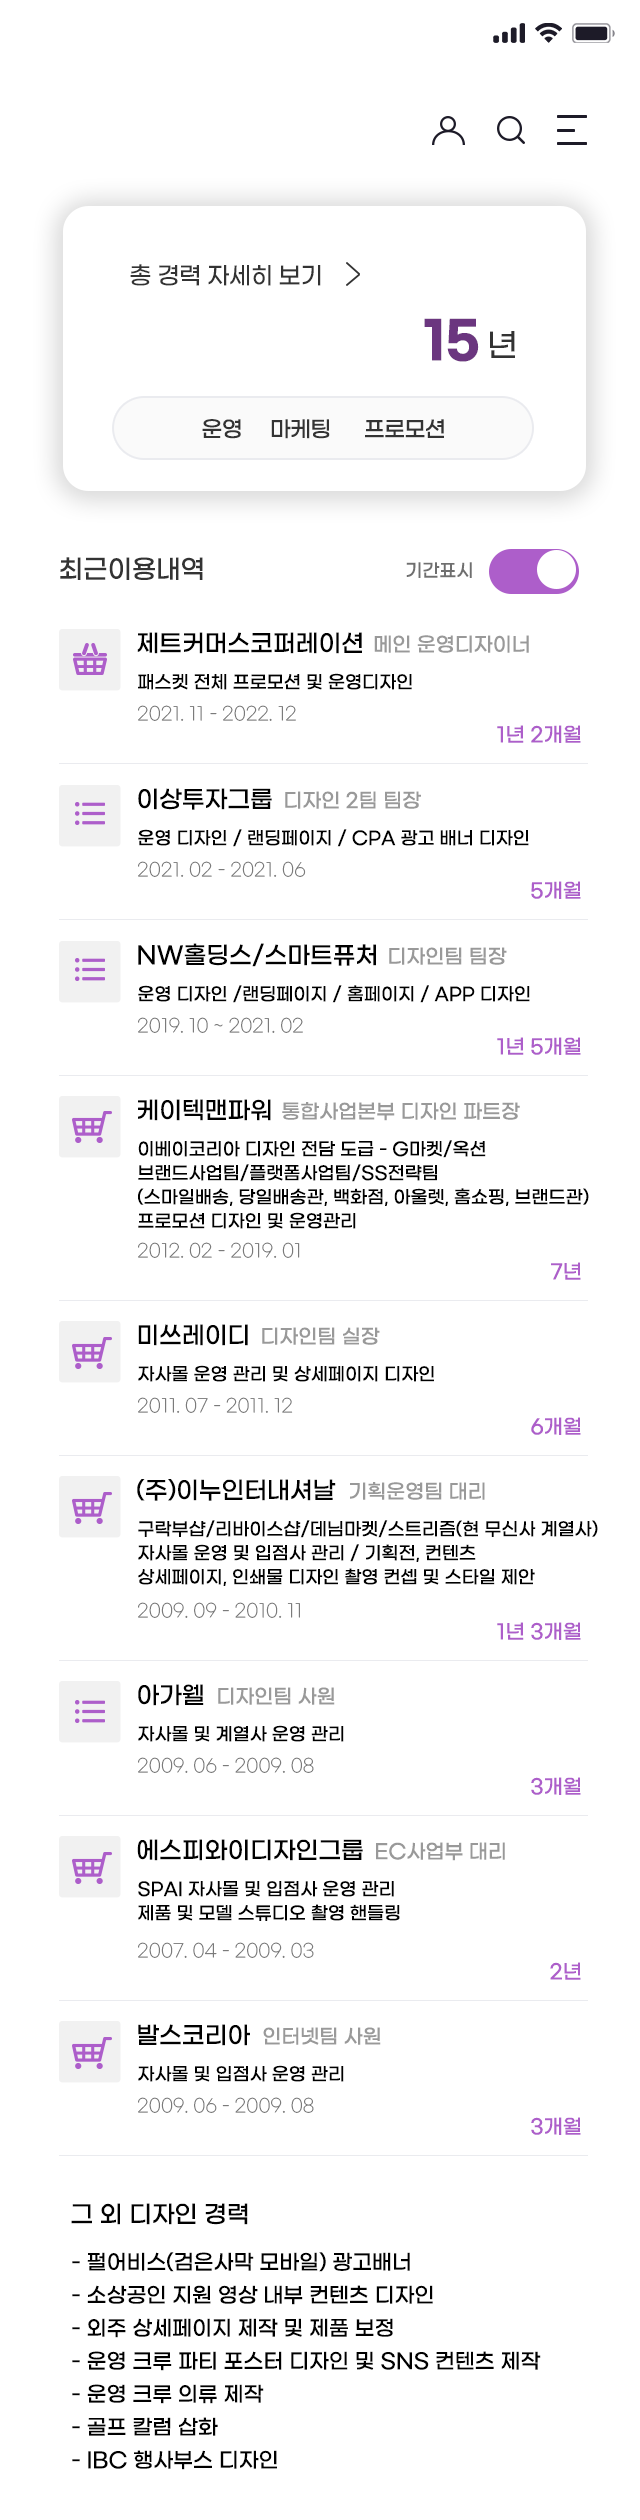 총 경력 자세히 보기
15 년
운영 마케팅 프로모션
최근이용내역 기간표시
제트커머스코퍼레이션 메인 운영디자이너
패스켓 전체 프로모션 및 운영디자인
2021. 11 - 2022. 12
1년 2개월
이상투자그룹 디자인 2팀 팀장
운영 디자인 / 랜딩페이지 / CPA 광고 배너 디자인
2021. 02 - 2021. 06
5개월
NW홀딩스/스마트퓨처 디자인팀 팀장
운영 디자인 /랜딩페이지 / 홈페이지 / APP 디자인
2019. 10 ~ 2021. 02
1년 5개월
케이텍맨파워 통합사업본부 디자인 파트장
이베이코리아 디자인 전담 도급 - G마켓/옥션
브랜드사업팀/플랫폼사업팀/SS전략팀
(스마일배송, 당일배송관, 백화점, 아울렛, 홈쇼핑, 브랜드관)
프로모션 디자인 및 운영관리
2012. 02 - 2019. 01
7년
미쓰레이디 디자인팀 실장
자사몰 운영 관리 및 상세페이지 디자인
2011. 07 - 2011. 12
6개월
(주)이누인터내셔날 기획운영팀 대리
구락부샵/리바이스샵/데님마켓/스트리즘(현 무신사 계열사)
자사몰 운영 및 입점사 관리 / 기획전, 컨텐츠
상세페이지, 인쇄물 디자인 촬영 컨셉 및 스타일 제안
2009. 09 - 2010. 11
1년 3개월
아가웰 디자인팀 사원
자사몰 및 계열사 운영 관리
2009. 06 - 2009. 08
3개월
에스피와이디자인그룹 EC사업부 대리
SPAI 자사몰 및 입점사 운영 관리
제품 및 모델 스튜디오 촬영 핸들링
2007. 04 - 2009. 03
2년
발스코리아 인터넷팀 사원
자사몰 및 입점사 운영 관리
2009. 06 - 2009. 08
3개월
그 외 디자인 경력
- 펄어비스(검은사막 모바일) 광고배너
- 소상공인 지원 영상 내부 컨텐츠 디자인
- 외주 상세페이지 제작 및 제품 보정
- 운영 크루 파티 포스터 디자인 및 SNS 컨텐츠 제작
- 운영 크루 의류 제작
- 골프 칼럼 삽화
- IBC 행사부스 디자인